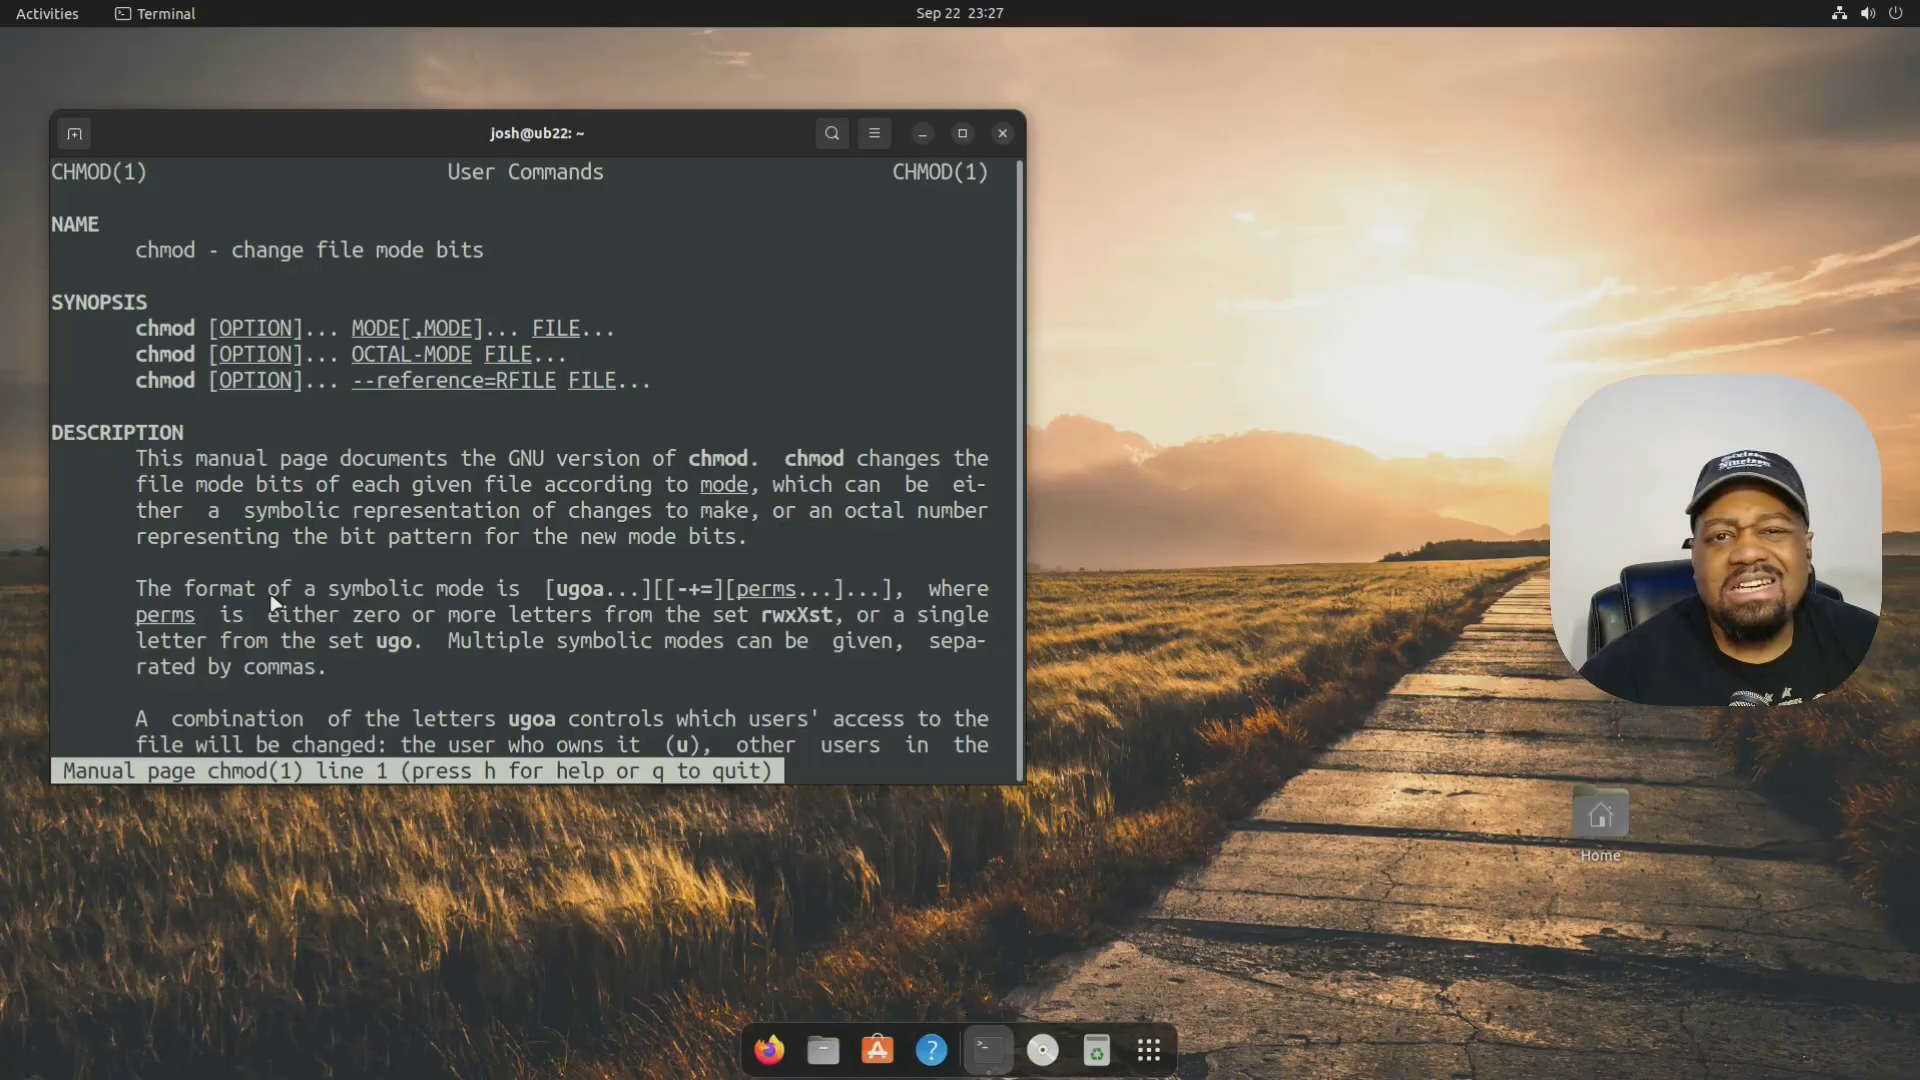 Activities
Terminal
Sep 22 23:27
josh@ub22: ~
CHMOD(1) User Commands CHMOD(1)
NAME
chmod - change file mode bits
SYNOPSIS
chmod [OPTION]... MODE[,MODE]... FILE...
chmod [OPTION]... OCTAL-MODE FILE...
chmod [OPTION]... --reference=RFILE FILE...
DESCRIPTION
This manual page documents the GNU version of chmod. chmod changes the
file mode bits of each given file according to mode, which can be ei-
ther a symbolic representation of changes to make, or an octal number
representing the bit pattern for the new mode bits.
The format of a symbolic mode is [ugoa...][[-+=][perms...]...], where
perms is either zero or more letters from the set rwxXst, or a single
letter from the set ugo. Multiple symbolic modes can be given, sepa-
rated by commas.
A combination of the letters ugoa controls which users' access to the
file will be changed: the user who owns it (u), other users in the
Manual page chmod(1) line 1 (press h for help or q to quit)
Sixteen
Nineteen
Home